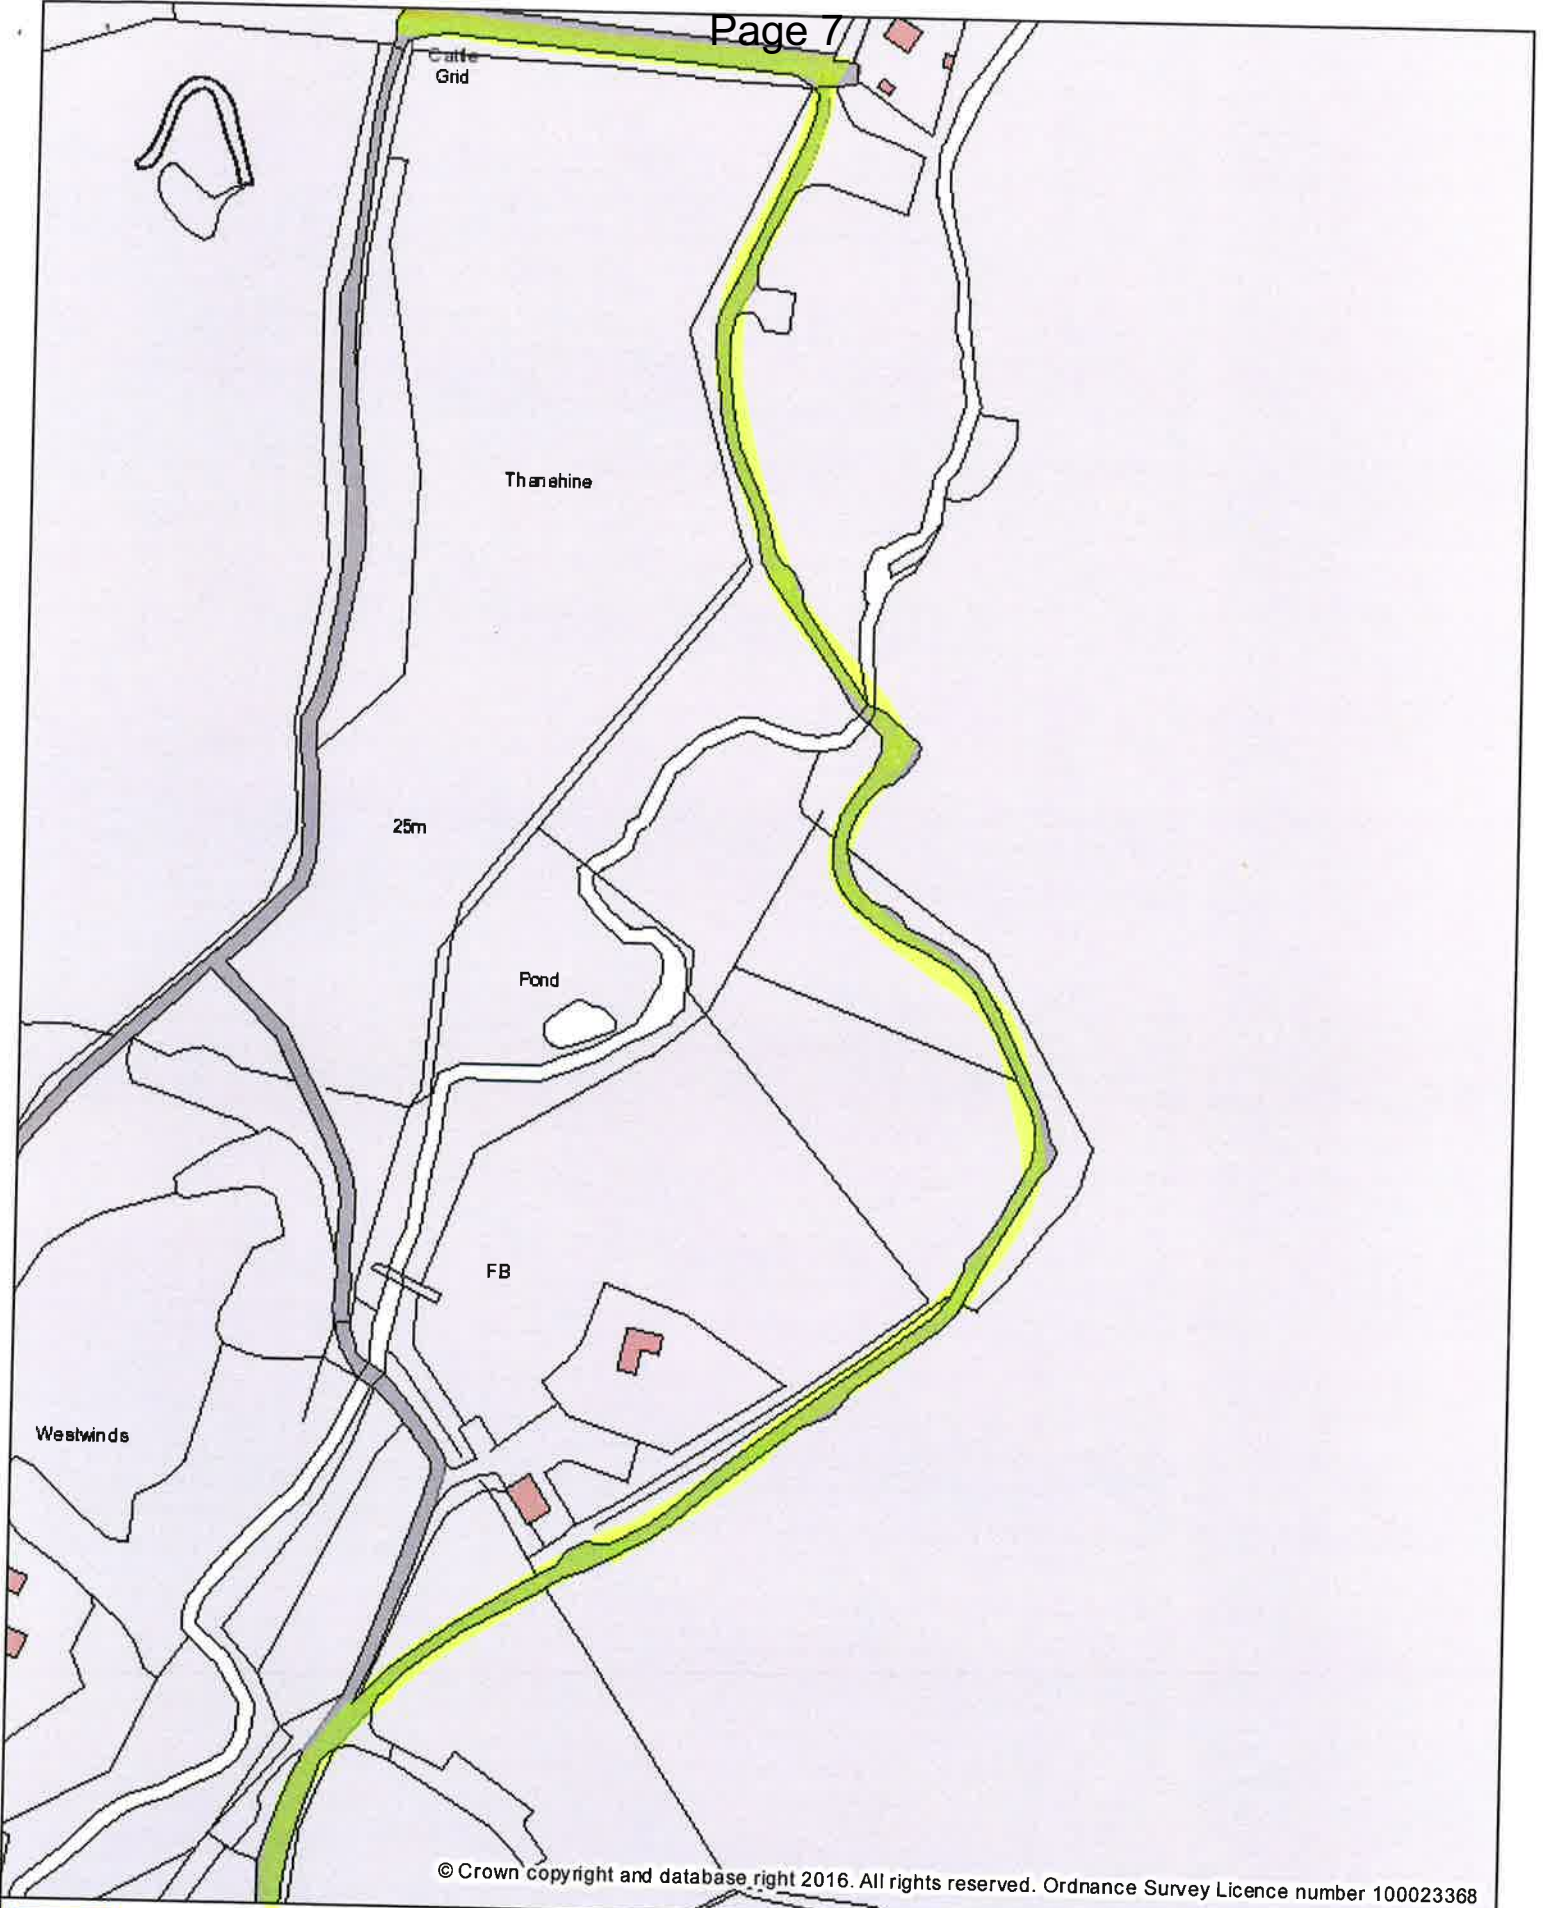 Page 7
Cattle
Grid
Thanehine
25m
Pond
FB
Westwinds
© Crown copyright and database right 2016. All rights reserved. Ordnance Survey Licence number 100023368